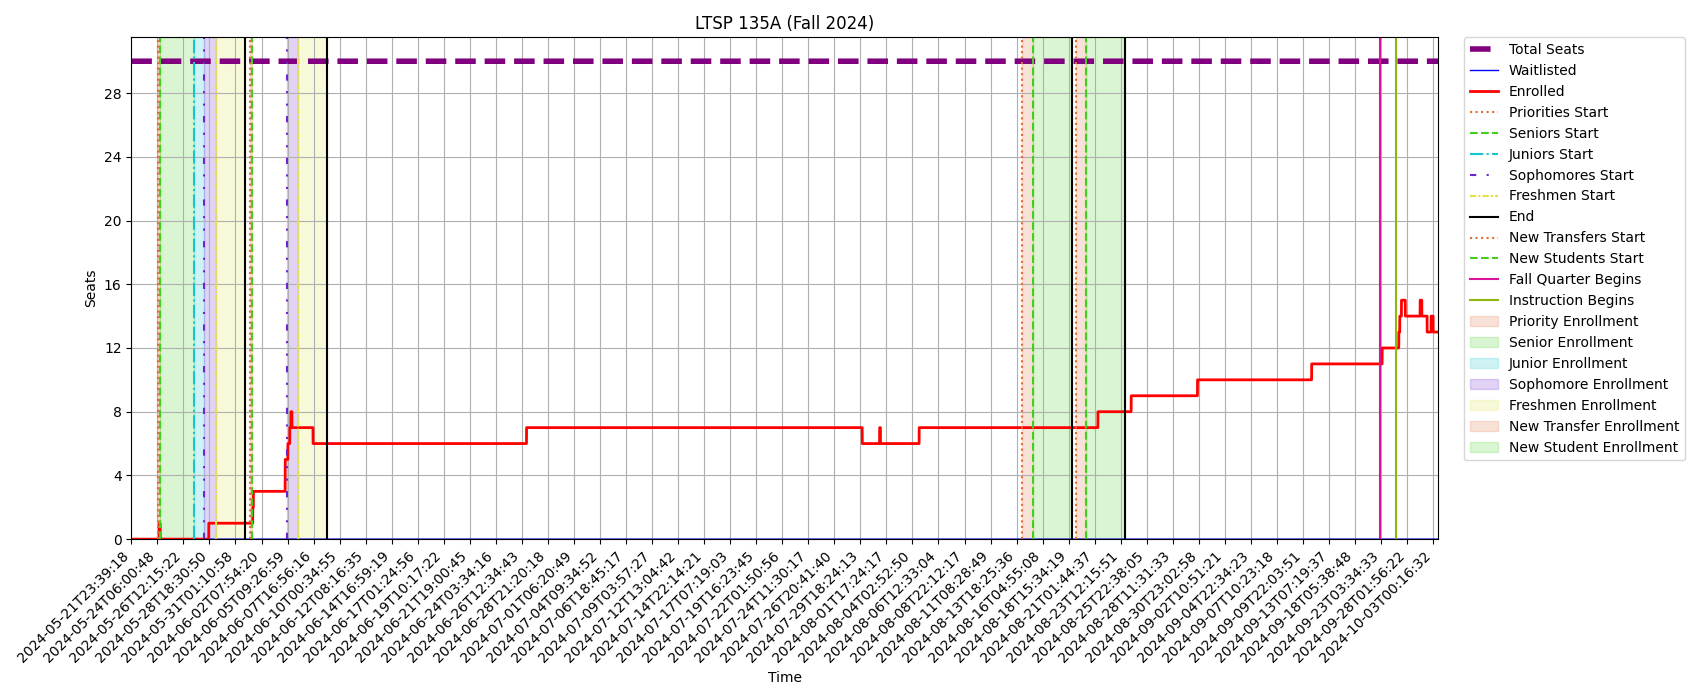 LTSP 135A (Fall 2024)
Seats
28
24
20
16
12
8
4
0
2024-05-21T23:39:18
2024-05-24T06:00:48
2024-05-26T12:15:22
2024-05-28T18:30:50
2024-05-31T01:10:58
2024-06-02T07:54:20
2024-06-05T09:26:59
2024-06-07T16:56:16
2024-06-10T00:34:55
2024-06-12T08:16:35
2024-06-14T16:59:19
2024-06-17T01:24:56
2024-06-19T10:17:22
2024-06-21T19:00:45
2024-06-24T03:34:16
2024-06-26T12:34:43
2024-06-28T21:20:18
2024-07-01T06:20:49
2024-07-04T09:34:52
2024-07-06T18:45:17
2024-07-09T03:57:27
2024-07-12T13:04:42
2024-07-14T22:14:21
2024-07-17T07:19:03
2024-07-19T16:23:45
2024-07-22T01:50:56
2024-07-24T11:30:17
2024-07-26T20:41:40
2024-07-29T18:24:13
2024-08-01T17:24:17
2024-08-04T02:52:50
2024-08-06T12:33:04
2024-08-08T22:12:17
2024-08-11T08:28:49
2024-08-13T18:25:36
2024-08-16T04:55:08
2024-08-18T15:34:19
2024-08-21T01:44:37
2024-08-23T12:15:51
2024-08-25T22:38:05
2024-08-28T11:31:33
2024-08-30T23:02:58
2024-09-02T10:51:21
2024-09-04T22:34:23
2024-09-07T10:23:18
2024-09-09T22:03:51
2024-09-13T07:19:37
2024-09-18T05:38:48
2024-09-23T03:34:33
2024-09-28T01:56:22
2024-10-03T00:16:32
Time
Total Seats
Waitlisted
Enrolled
Priorities Start
Seniors Start
Juniors Start
Sophomores Start
Freshmen Start
End
New Transfers Start
New Students Start
Fall Quarter Begins
Instruction Begins
Priority Enrollment
Senior Enrollment
Junior Enrollment
Sophomore Enrollment
Freshmen Enrollment
New Transfer Enrollment
New Student Enrollment